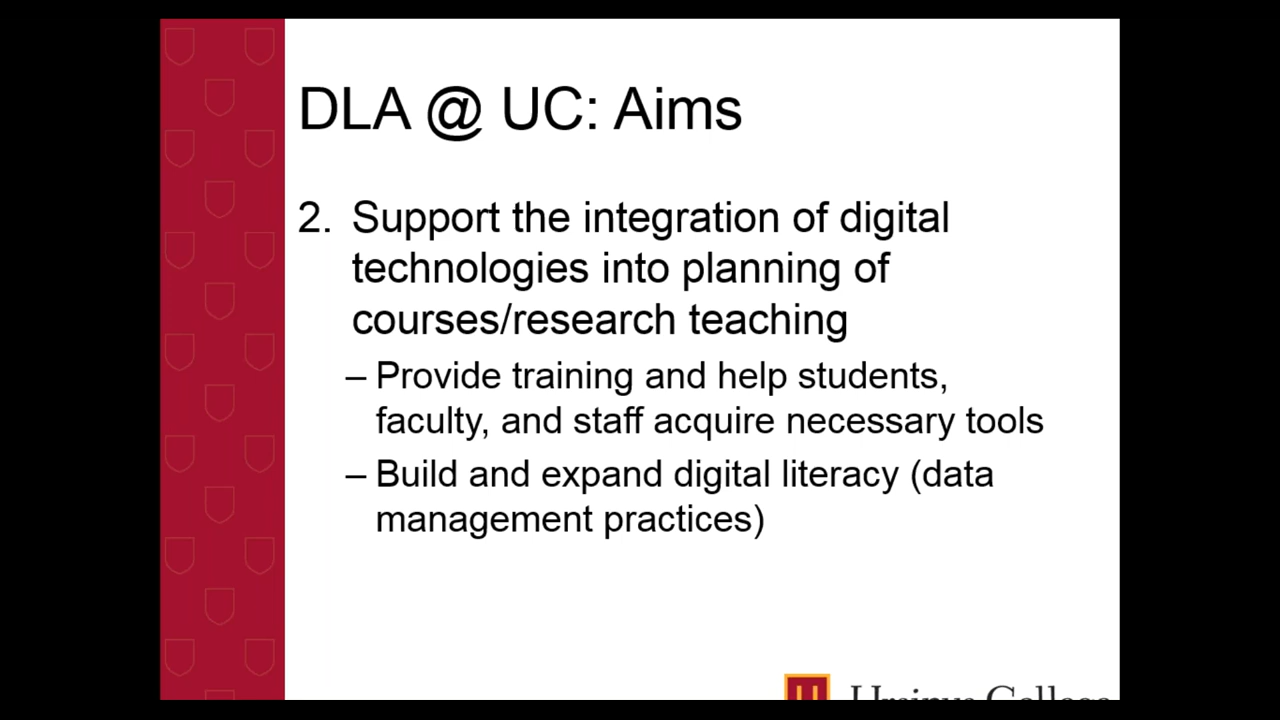 DLA @ UC: Aims
2. Support the integration of digital
technologies into planning of
courses/research teaching
– Provide training and help students,
faculty, and staff acquire necessary tools
– Build and expand digital literacy (data
management practices)
U Ursinus College